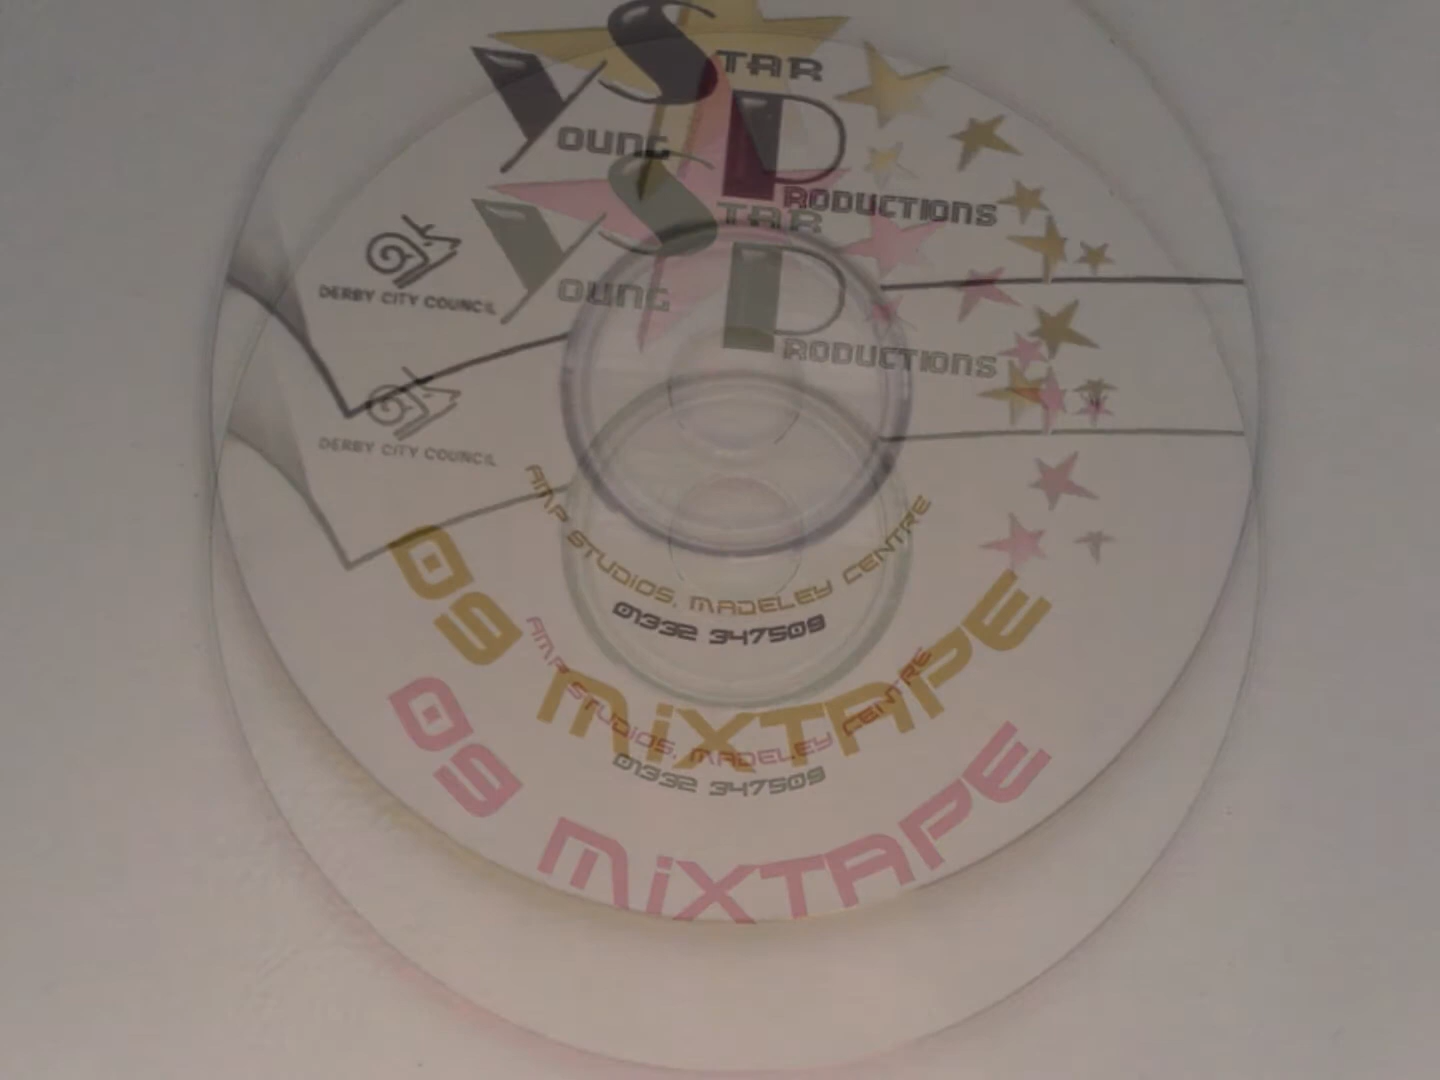 Young Star Productions
DERBY CITY COUNCIL
Young Star Productions
DERBY CITY COUNCIL
AMP STUDIOS, MADELEY CENTRE
01332 347509
09 MIXTAPE
AMP STUDIOS, MADELEY CENTRE
01332 347509
09 MIXTAPE